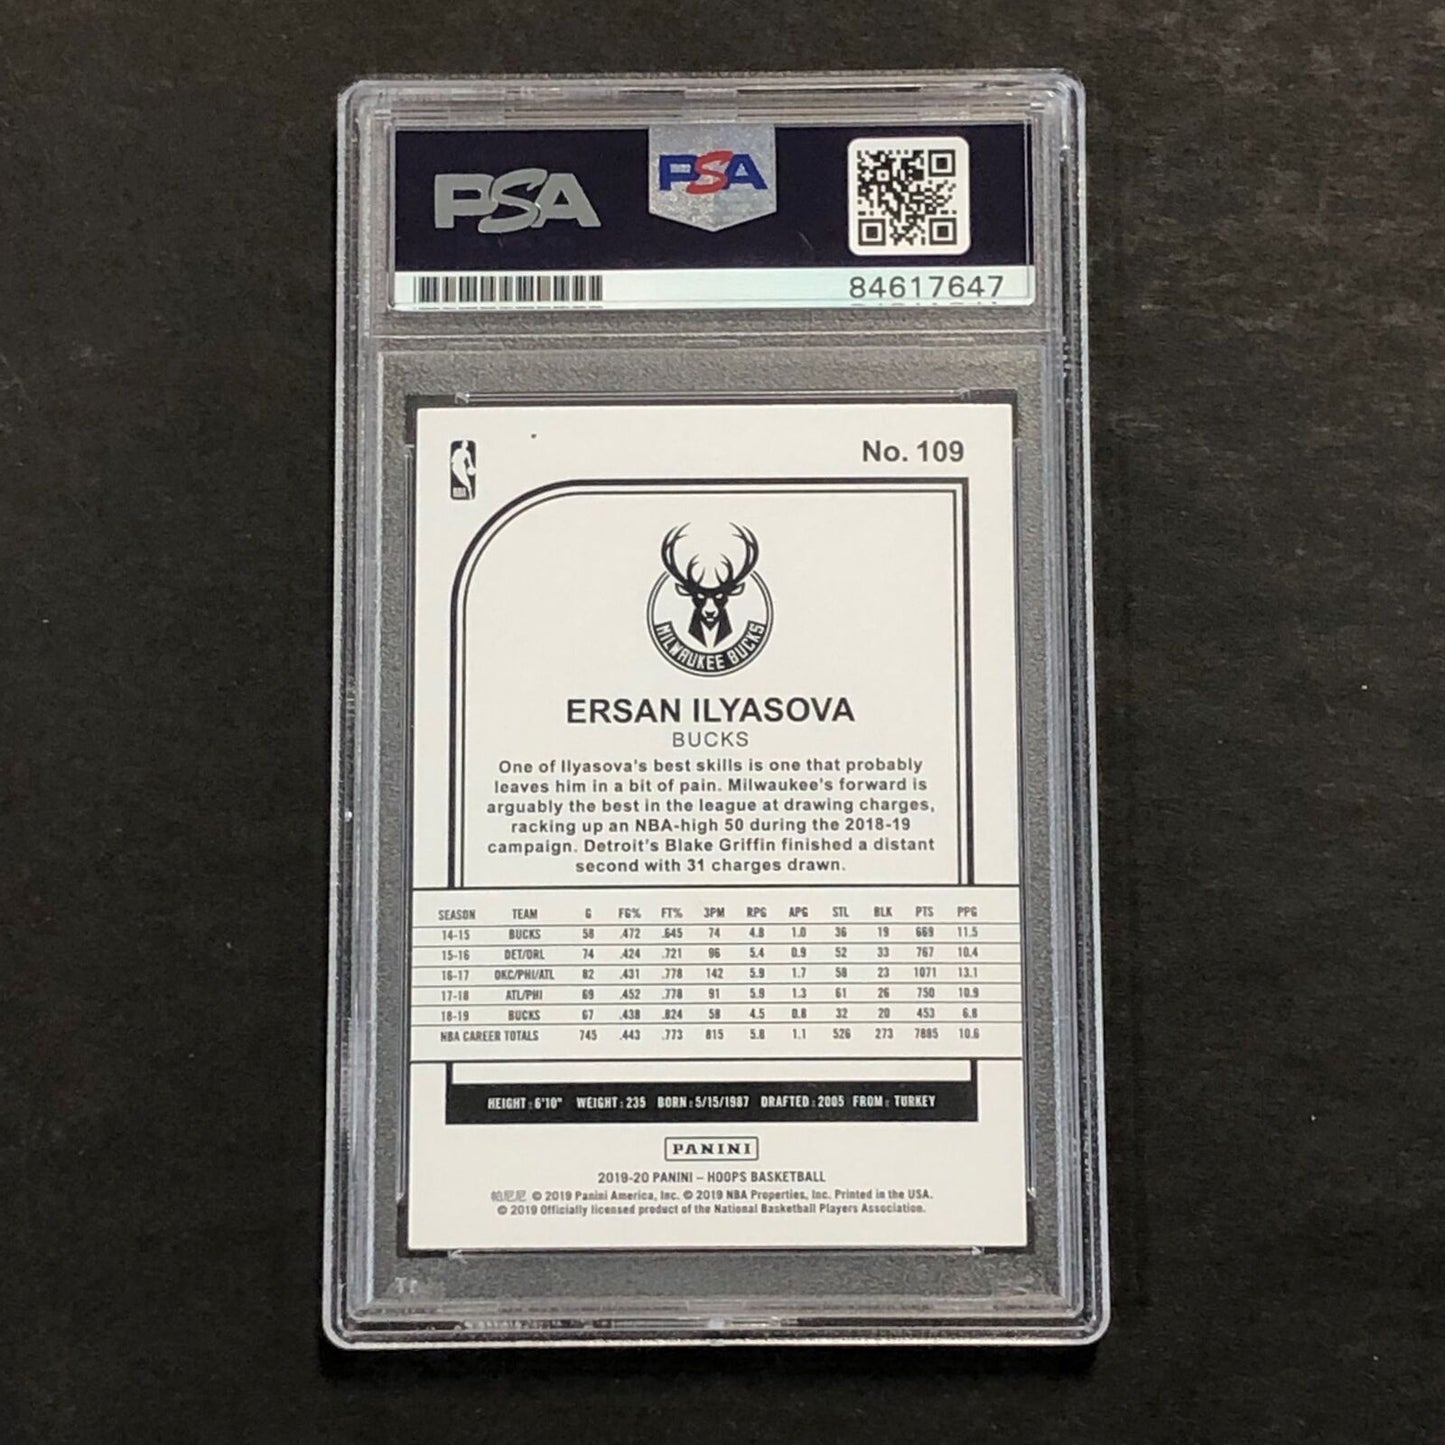 PSA
PSA
84617647
No. 109
MILWAUKEE BUCKS
ERSAN ILYASOVA
BUCKS
One of Ilyasova's best skills is one that probably
leaves him in a bit of pain. Milwaukee's forward is
arguably the best in the league at drawing charges,
racking up an NBA-high 50 during the 2018-19
campaign. Detroit's Blake Griffin finished a distant
second with 31 charges drawn.
SEASON TEAM G FG% FT% 3PM RPG APG STL BLK PTS PPG
14-15 BUCKS 58 .472 .645 74 4.8 1.0 36 19 669 11.5
15-16 DET/ORL 74 .424 .721 96 5.4 0.9 52 33 767 10.4
16-17 OKC/PHI/ATL 82 .431 .778 142 5.9 1.7 58 23 1071 13.1
17-18 ATL/PHI 69 .452 .778 91 5.9 1.3 61 26 750 10.9
18-19 BUCKS 67 .438 .824 58 4.5 0.8 32 20 453 6.8
NBA CAREER TOTALS 745 .443 .773 815 5.8 1.1 526 273 7885 10.6
HEIGHT: 6'10" WEIGHT: 235 BORN: 5/15/1987 DRAFTED: 2005 FROM: TURKEY
PANINI
2019-20 PANINI – HOOPS BASKETBALL
帕尼尼 © 2019 Panini America, Inc. © 2019 NBA Properties, Inc. Printed in the USA.
© 2019 Officially licensed product of the National Basketball Players Association.